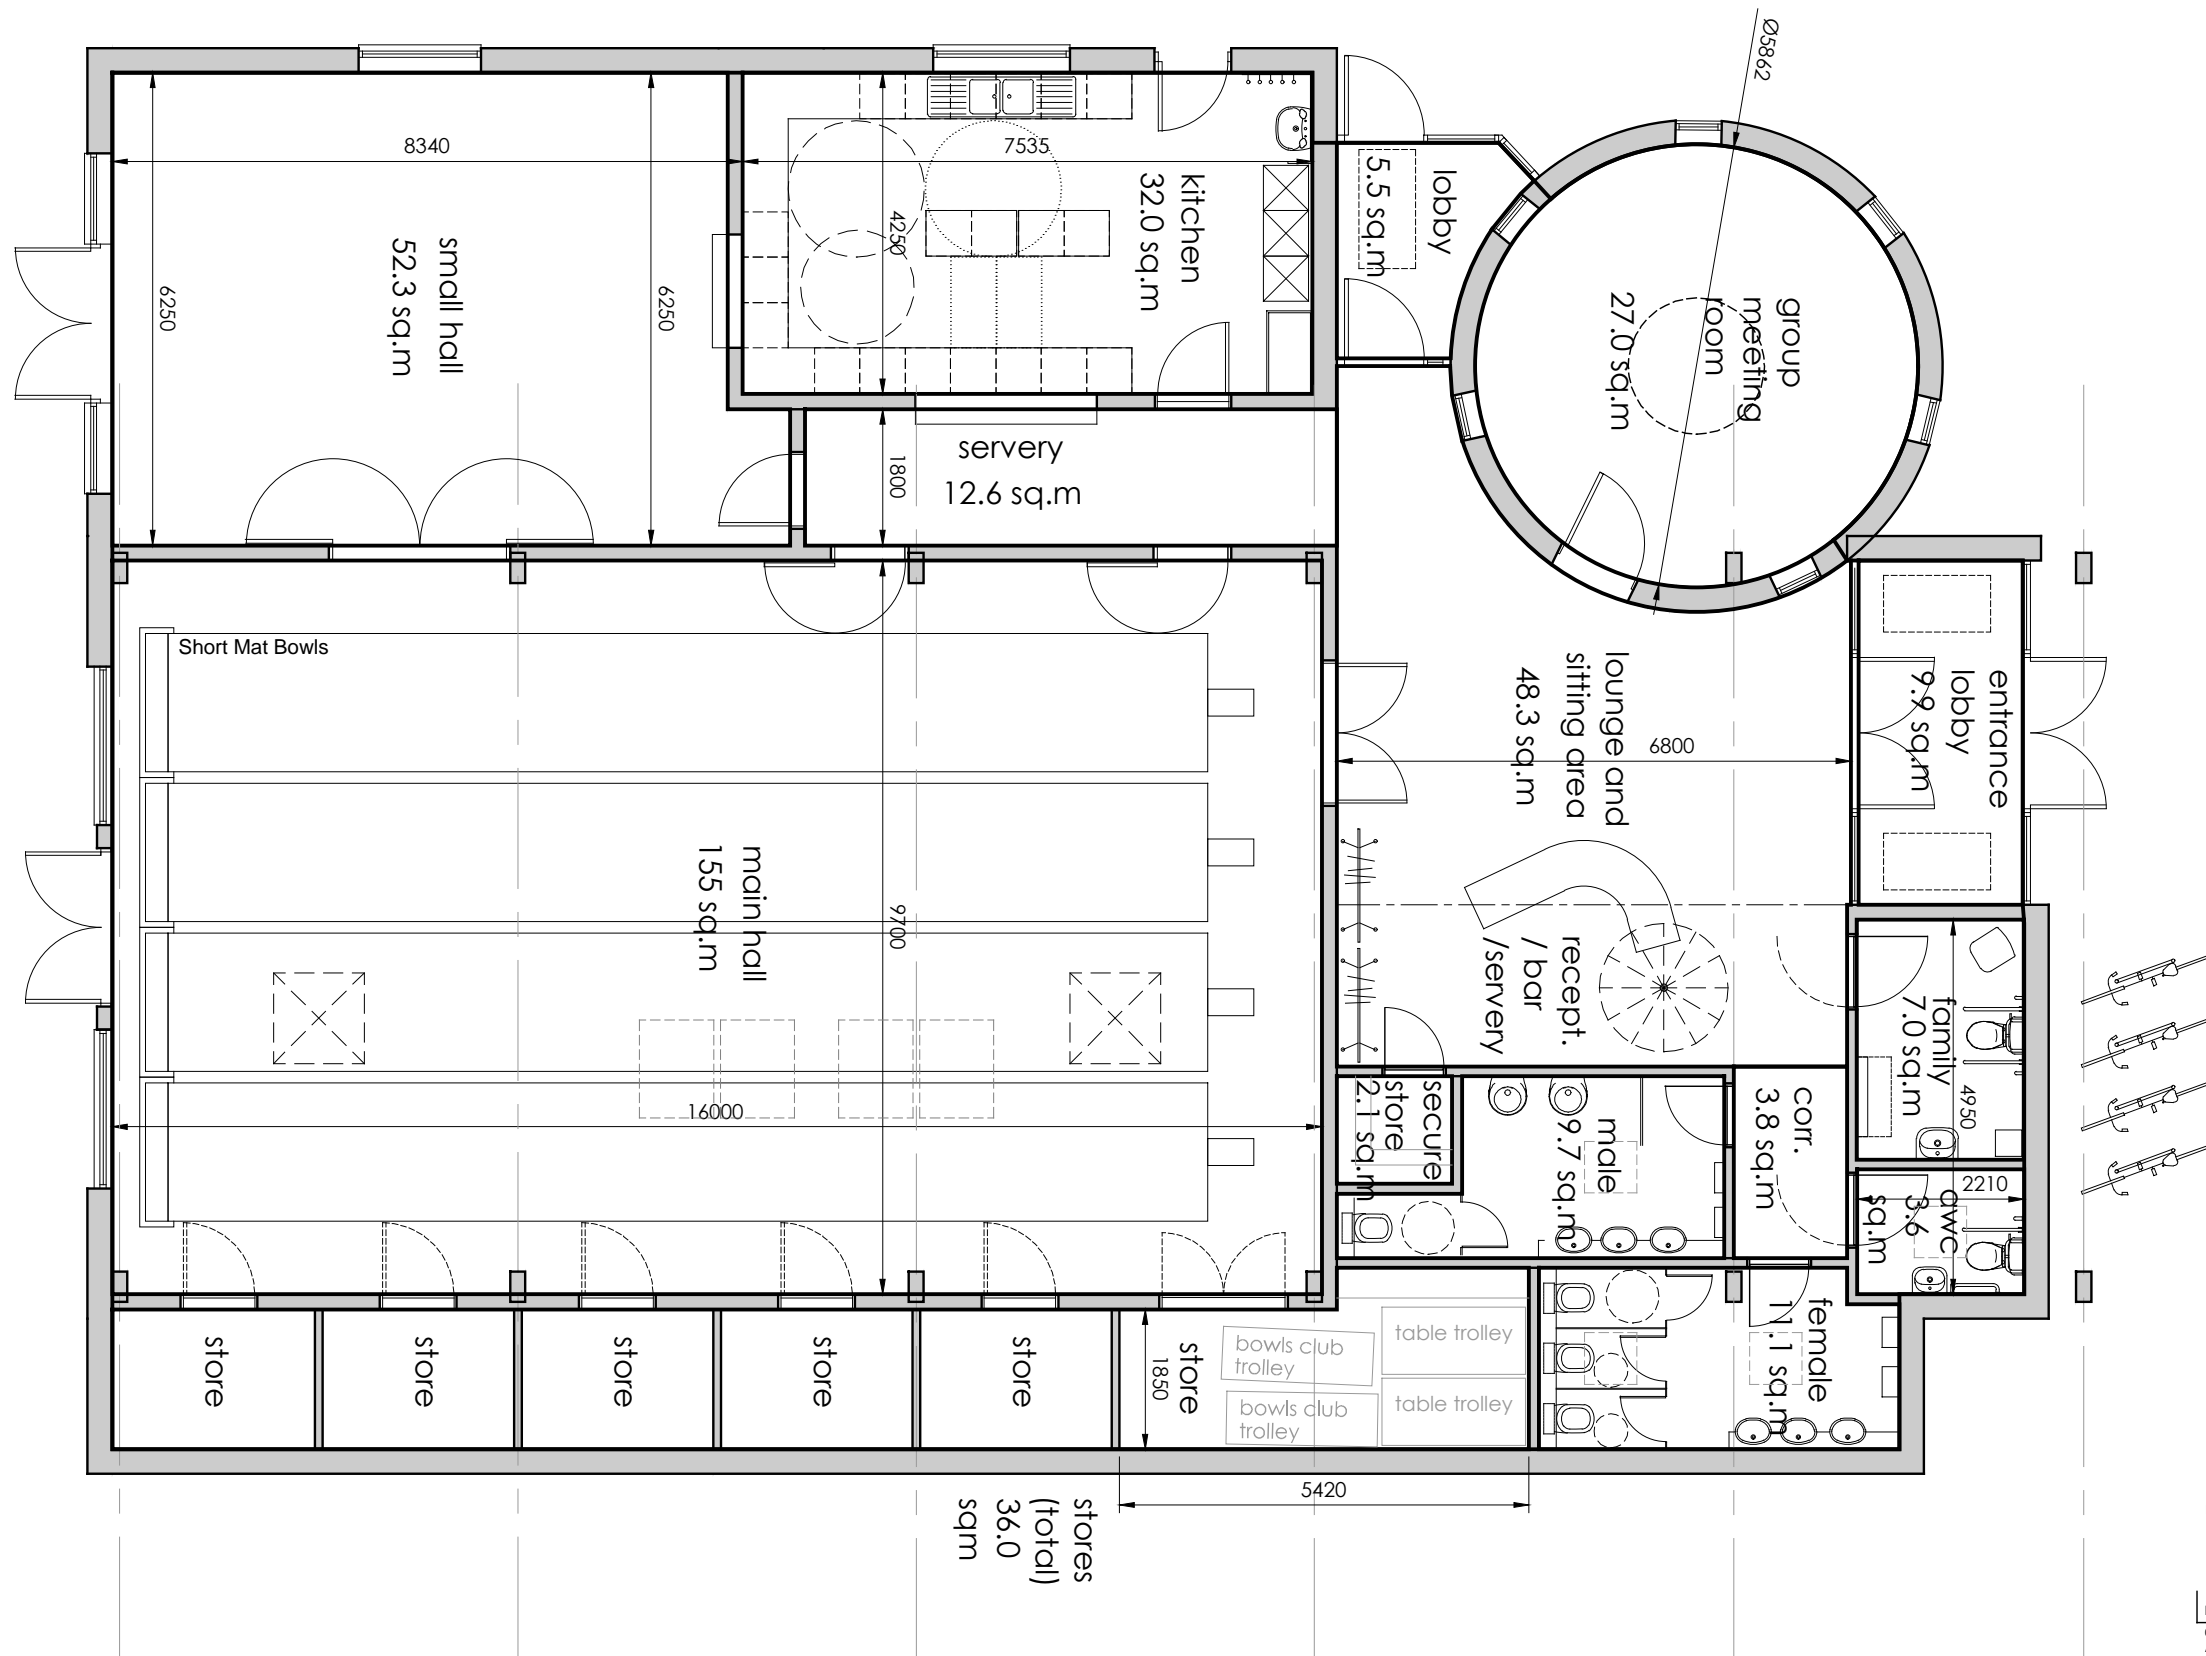 Ø5862
8340
7535
6250
6250
4250
small hall
52.3 sq.m
kitchen
32.0 sq.m
lobby
5.5 sq.m
group
meeting
room
27.0 sq.m
servery
12.6 sq.m
1800
Short Mat Bowls
main hall
155 sq.m
9700
16000
lounge and
sitting area
48.3 sq.m
6800
entrance
lobby
9.9 sq.m
recept.
/ bar
/servery
family
7.0 sq.m
4950
2210
awc
3.6
sq.m
corr.
3.8 sq.m
secure
store
2.1 sq.m
male
9.7 sq.m
female
11.1 sq.m
store
store
store
store
store
store
1850
bowls club
trolley
bowls club
trolley
table trolley
table trolley
5420
stores
(total)
36.0
sqm